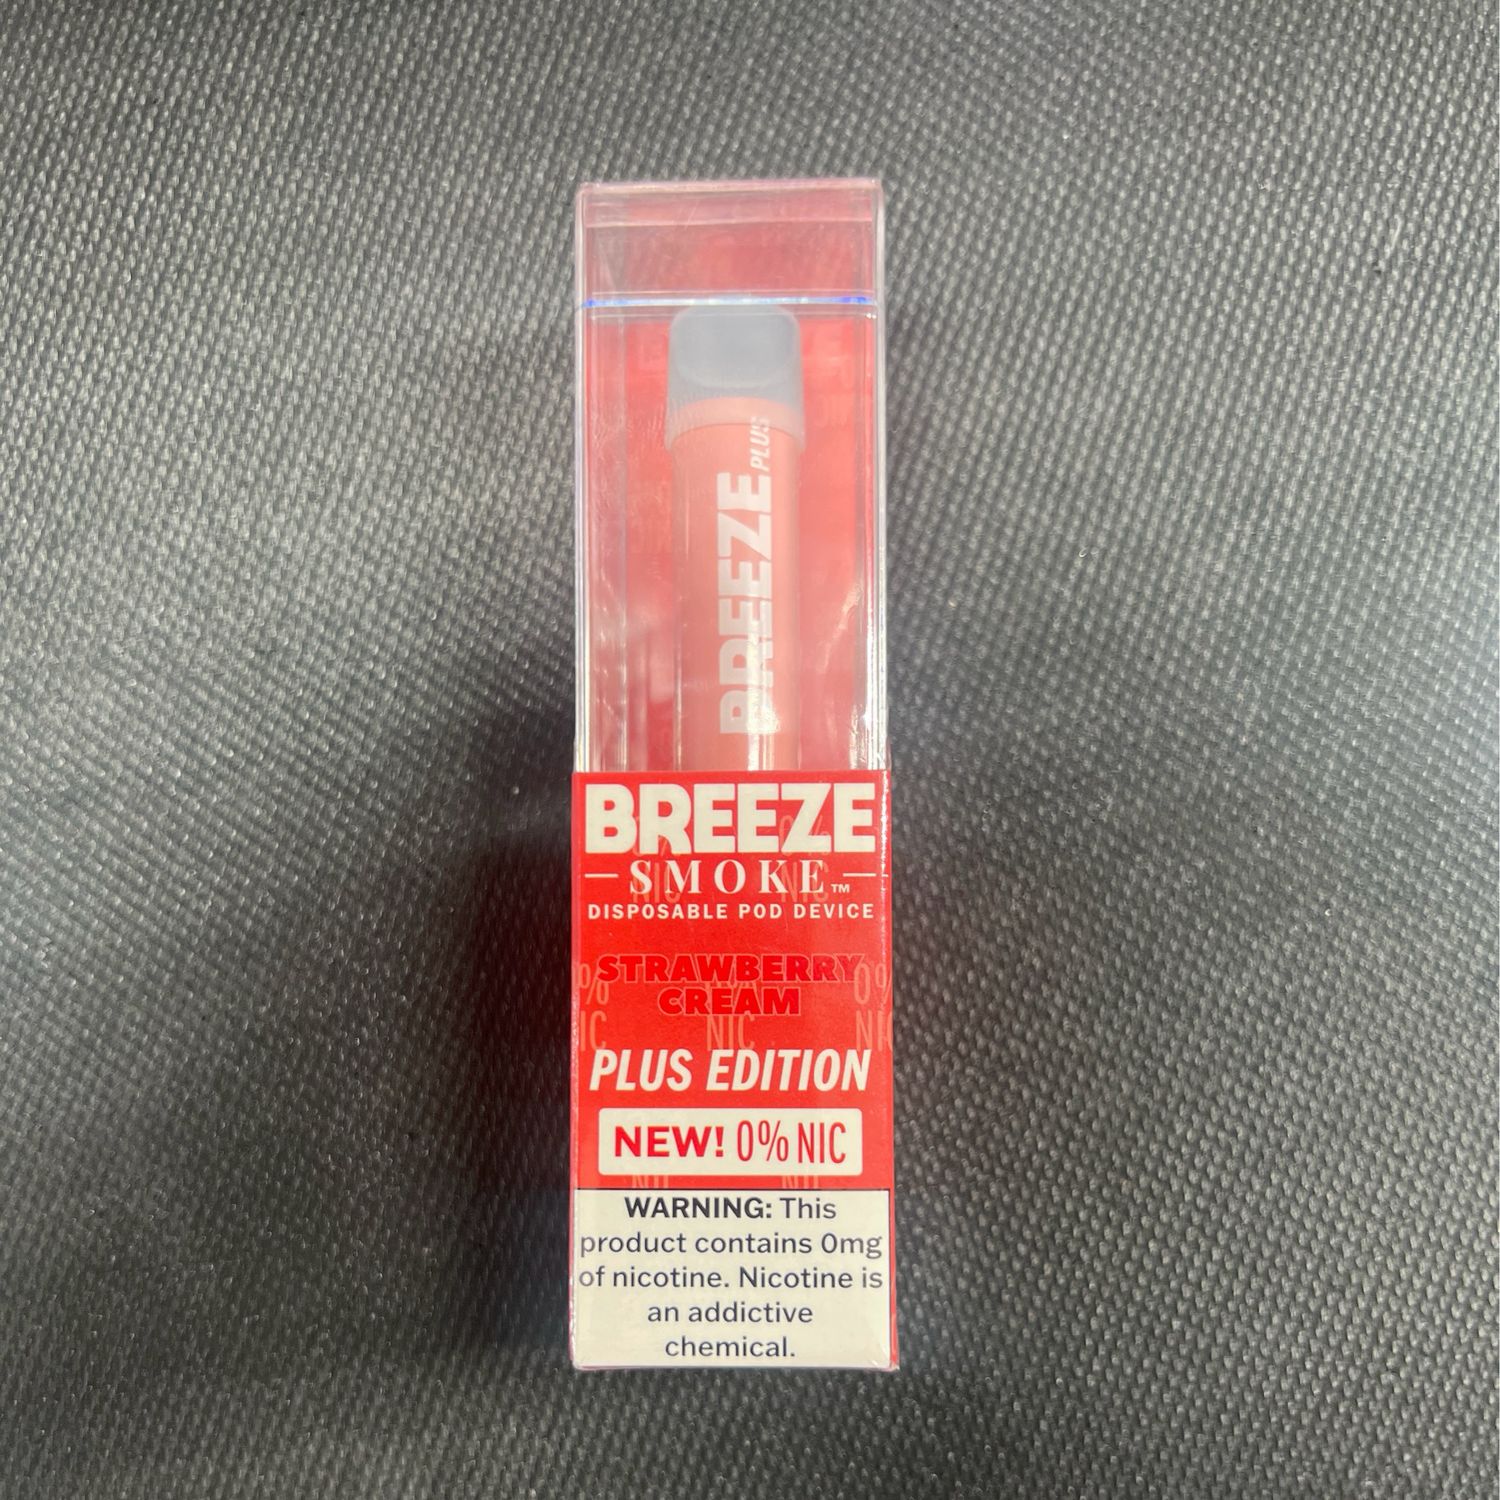 BREEZE PLUS
BREEZE
SMOKE™
DISPOSABLE POD DEVICE
STRAWBERRY
CREAM
PLUS EDITION
NEW! 0% NIC
WARNING: This
product contains 0mg
of nicotine. Nicotine is
an addictive
chemical.